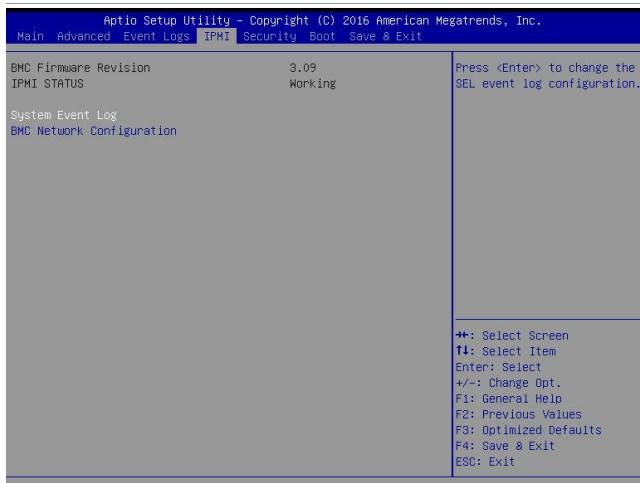 Aptio Setup Utility – Copyright (C) 2016 American Megatrends, Inc.
Main Advanced Event Logs IPMI Security Boot Save & Exit
BMC Firmware Revision 3.09
IPMI STATUS Working
System Event Log
BMC Network Configuration
Press <Enter> to change the
SEL event log configuration.
→←: Select Screen
↑↓: Select Item
Enter: Select
+/-: Change Opt.
F1: General Help
F2: Previous Values
F3: Optimized Defaults
F4: Save & Exit
ESC: Exit